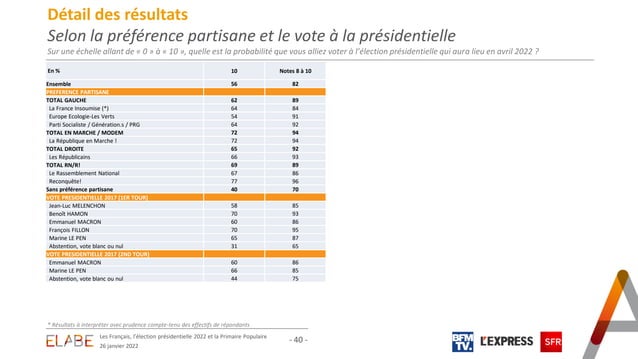 Détail des résultats
Selon la préférence partisane et le vote à la présidentielle
Sur une échelle allant de « 0 » à « 10 », quelle est la probabilité que vous alliez voter à l'élection présidentielle qui aura lieu en avril 2022 ?
En % 10 Notes 8 à 10
Ensemble 56 82
PREFERENCE PARTISANE
TOTAL GAUCHE 62 89
La France Insoumise (*) 64 84
Europe Ecologie-Les Verts 54 91
Parti Socialiste / Génération.s / PRG 64 92
TOTAL EN MARCHE / MODEM 72 94
La République en Marche ! 72 94
TOTAL DROITE 65 92
Les Républicains 66 93
TOTAL RN/R! 69 89
Le Rassemblement National 67 86
Reconquête! 77 96
Sans préférence partisane 40 70
VOTE PRESIDENTIELLE 2017 (1ER TOUR)
Jean-Luc MELENCHON 58 85
Benoît HAMON 70 93
Emmanuel MACRON 60 86
François FILLON 70 95
Marine LE PEN 65 87
Abstention, vote blanc ou nul 31 65
VOTE PRESIDENTIELLE 2017 (2ND TOUR)
Emmanuel MACRON 60 86
Marine LE PEN 66 85
Abstention, vote blanc ou nul 44 75
* Résultats à interpréter avec prudence compte-tenu des effectifs de répondants
ELABE
Les Français, l'élection présidentielle 2022 et la Primaire Populaire
26 janvier 2022
- 40 -
BFM TV.
L'EXPRESS
SFR